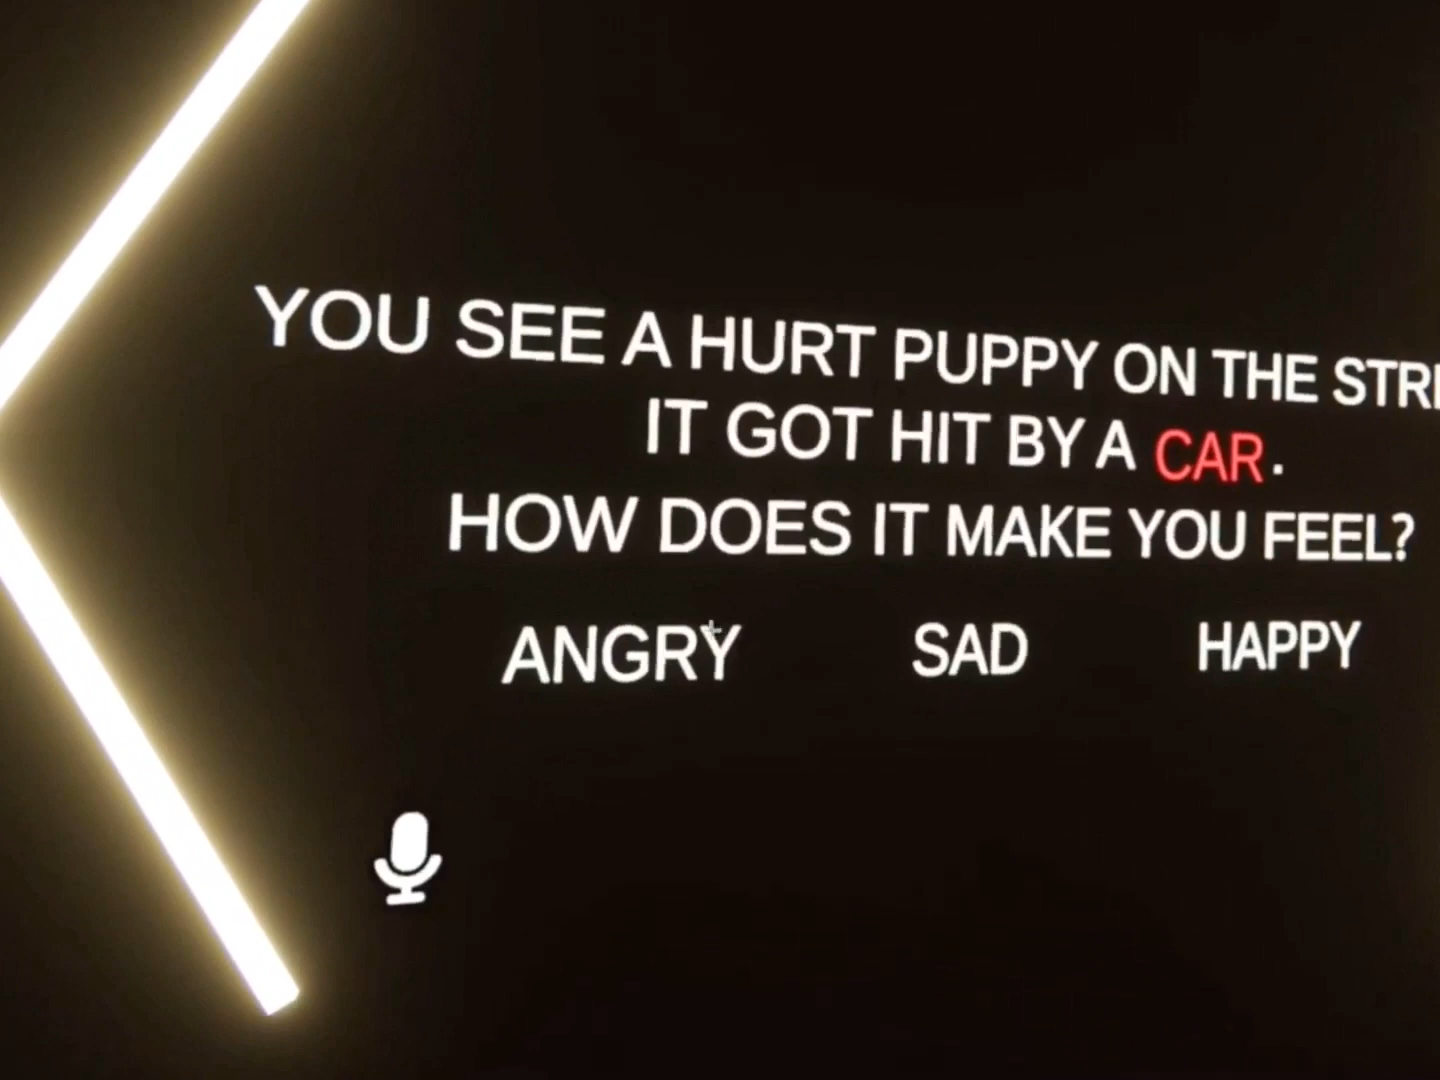 YOU SEE A HURT PUPPY ON THE
IT GOT HIT BY A CAR.
HOW DOES IT MAKE YOU FEEL?
ANGRY SAD HAPPY